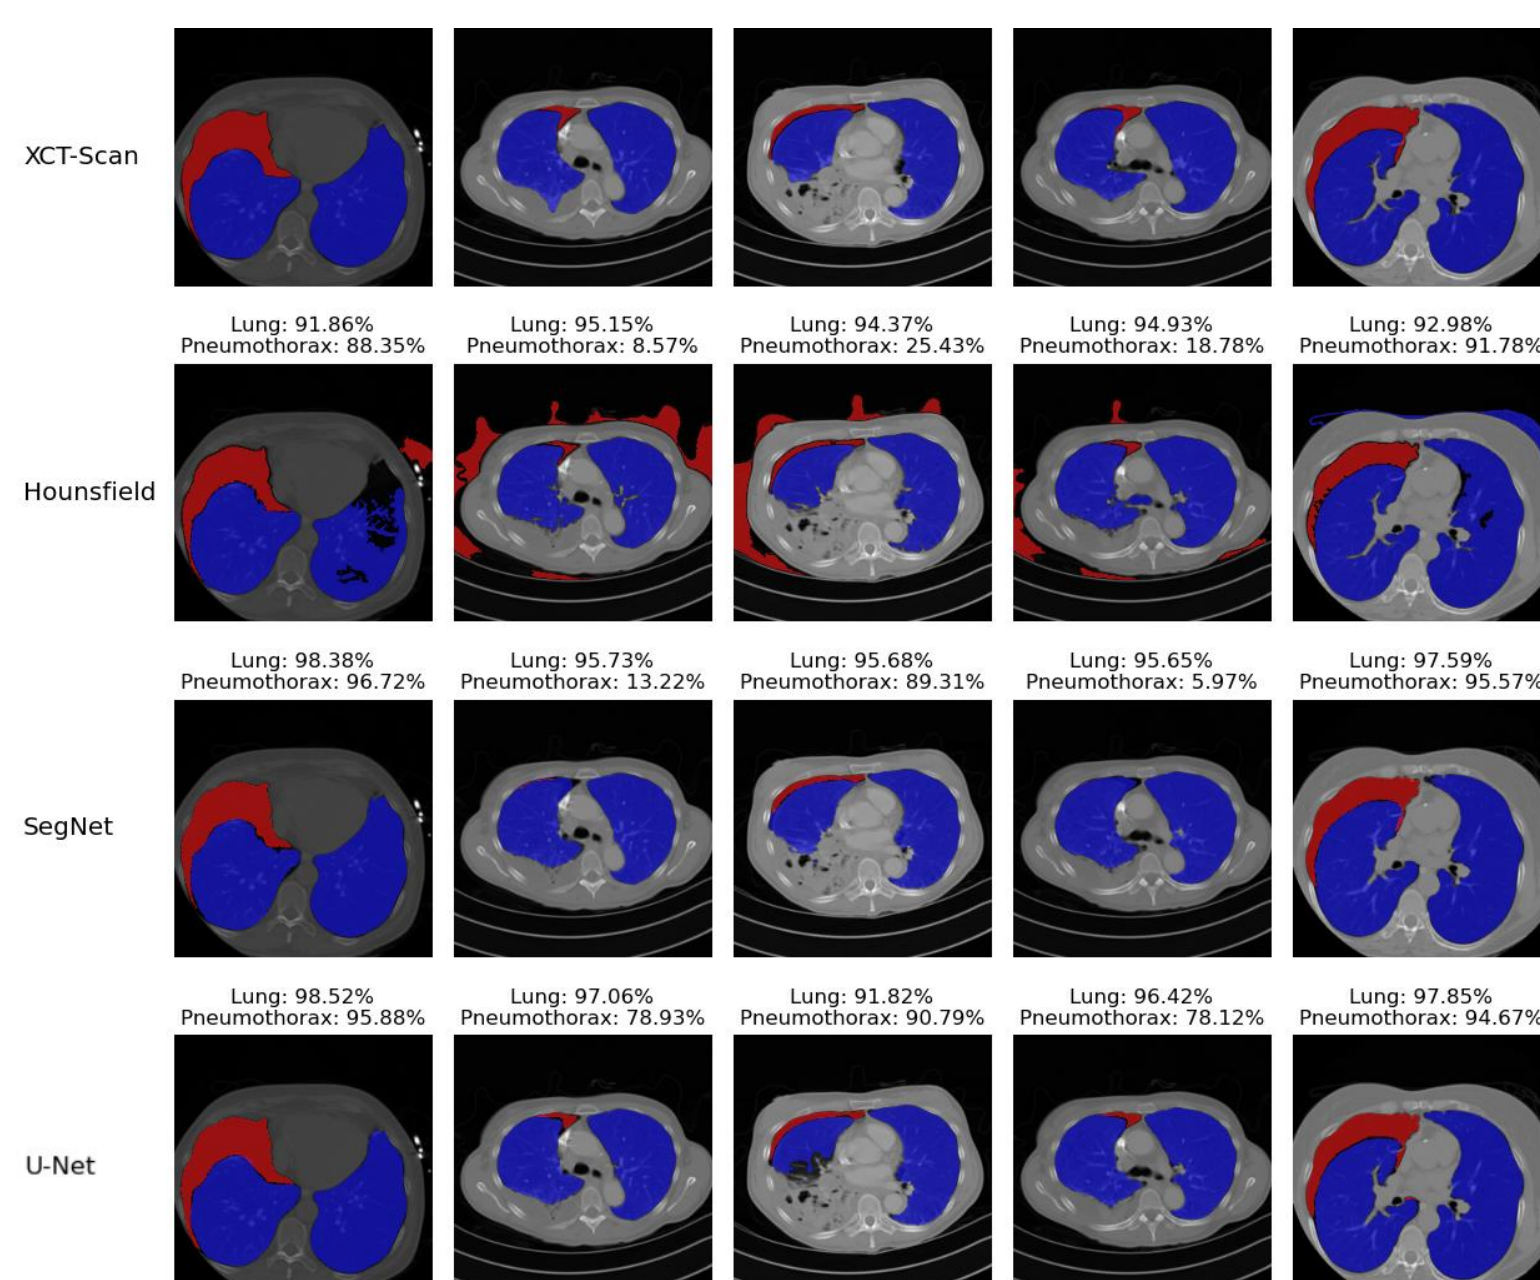 XCT-Scan
Lung: 91.86%
Pneumothorax: 88.35%
Lung: 95.15%
Pneumothorax: 8.57%
Lung: 94.37%
Pneumothorax: 25.43%
Lung: 94.93%
Pneumothorax: 18.78%
Lung: 92.98%
Pneumothorax: 91.78%
Hounsfield
Lung: 98.38%
Pneumothorax: 96.72%
Lung: 95.73%
Pneumothorax: 13.22%
Lung: 95.68%
Pneumothorax: 89.31%
Lung: 95.65%
Pneumothorax: 5.97%
Lung: 97.59%
Pneumothorax: 95.57%
SegNet
Lung: 98.52%
Pneumothorax: 95.88%
Lung: 97.06%
Pneumothorax: 78.93%
Lung: 91.82%
Pneumothorax: 90.79%
Lung: 96.42%
Pneumothorax: 78.12%
Lung: 97.85%
Pneumothorax: 94.67%
U-Net